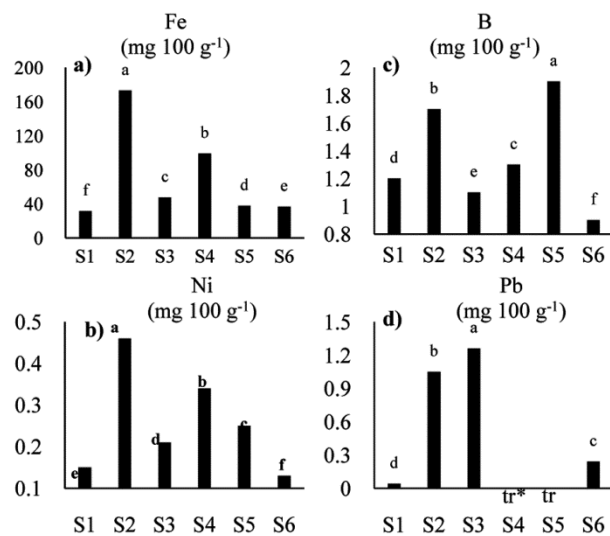 Fe
(mg 100 g⁻¹)
a)
200
160
120
80
40
0
f
a
c
b
d
e
S1 S2 S3 S4 S5 S6
B
(mg 100 g⁻¹)
c)
2
1.8
1.6
1.4
1.2
1
0.8
d
b
e
c
a
f
S1 S2 S3 S4 S5 S6
Ni
(mg 100 g⁻¹)
b)
0.5
0.4
0.3
0.2
0.1
e
a
d
b
c
f
S1 S2 S3 S4 S5 S6
Pb
(mg 100 g⁻¹)
d)
1.5
1.2
0.9
0.6
0.3
0
d
b
a
tr*
tr
c
S1 S2 S3 S4 S5 S6